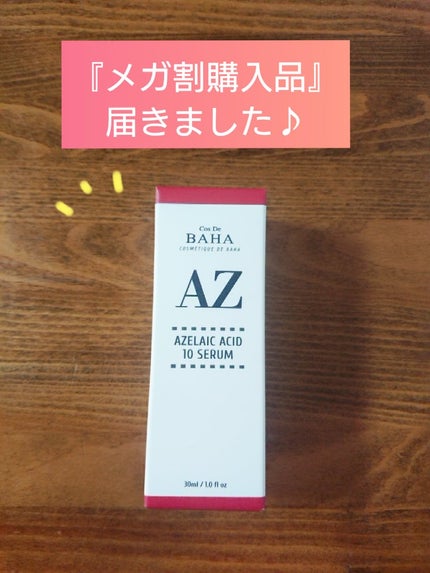 『メガ割購入品』
届きました♪
Cos De
BAHA
COSMETIQUE DE BAHA
AZ
AZELAIC ACID
10 SERUM
30ml / 1.0 fl oz